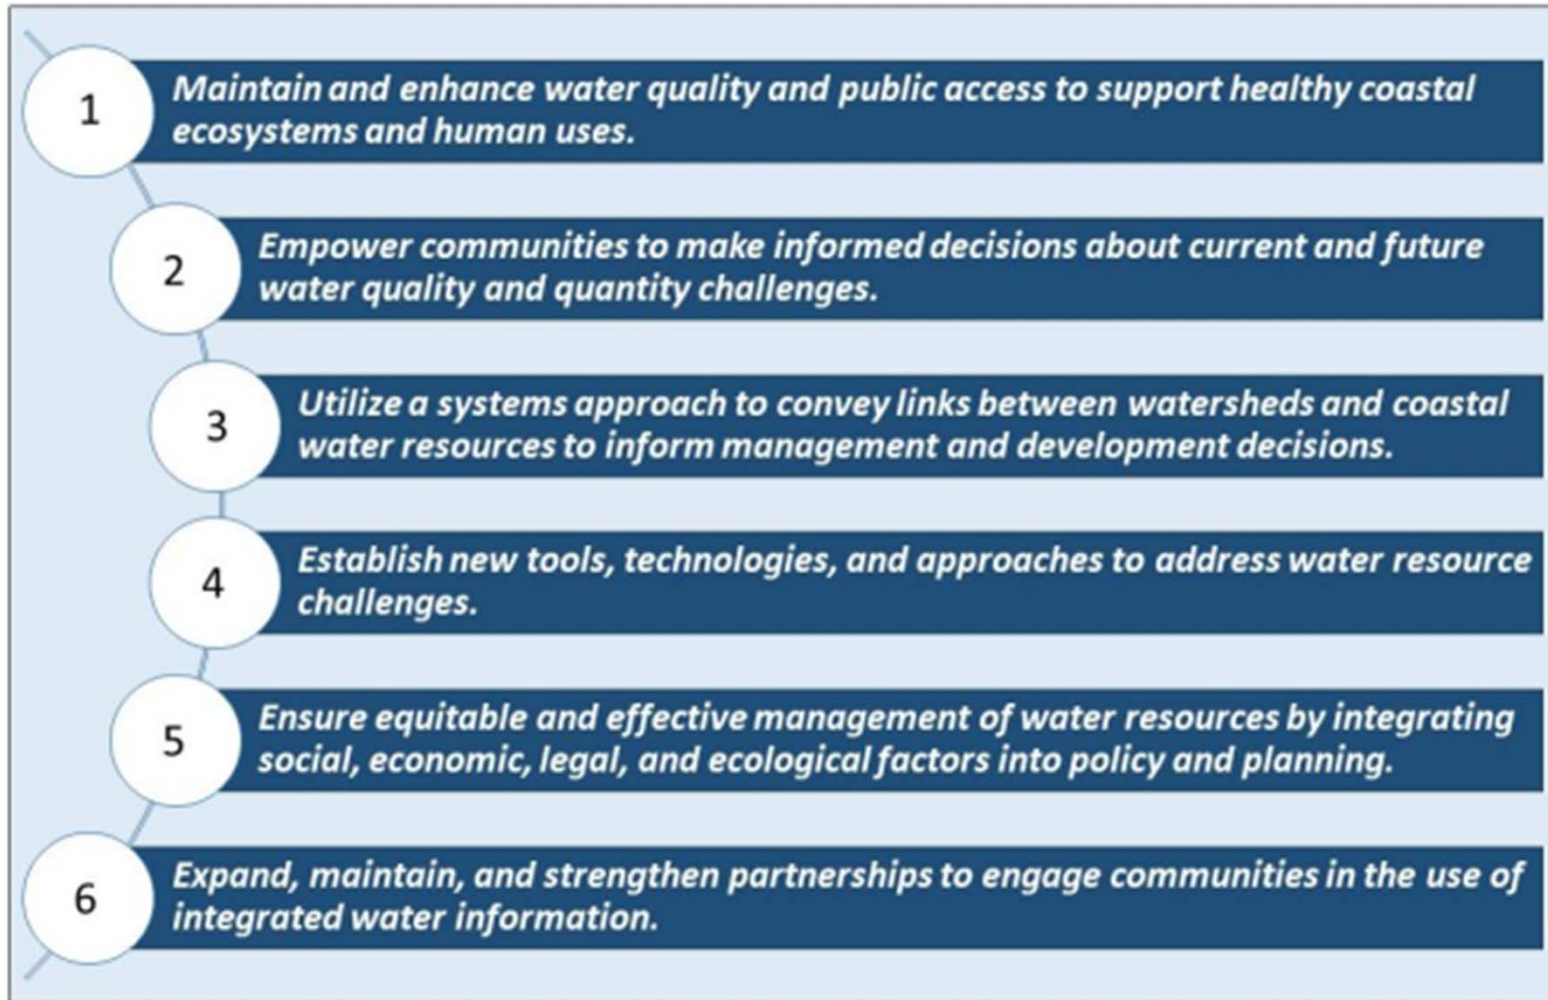 1
Maintain and enhance water quality and public access to support healthy coastal
ecosystems and human uses.
2
Empower communities to make informed decisions about current and future
water quality and quantity challenges.
3
Utilize a systems approach to convey links between watersheds and coastal
water resources to inform management and development decisions.
4
Establish new tools, technologies, and approaches to address water resource
challenges.
5
Ensure equitable and effective management of water resources by integrating
social, economic, legal, and ecological factors into policy and planning.
6
Expand, maintain, and strengthen partnerships to engage communities in the use of
integrated water information.